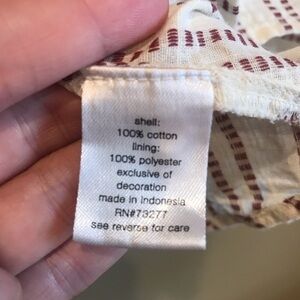 shell:
100% cotton
lining:
100% polyester
exclusive of
decoration
made in Indonesia
RN#73277
see reverse for care